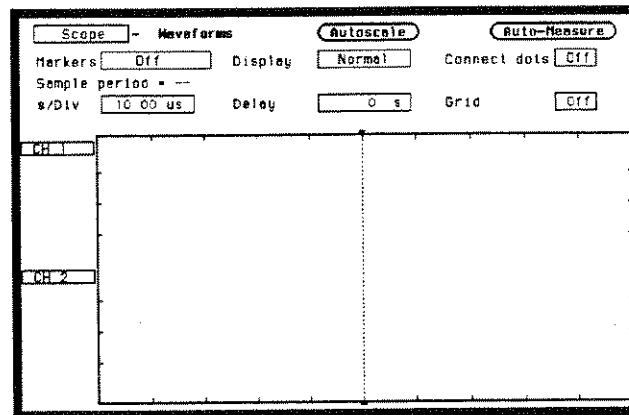 Scope - Waveforms Autoscale Auto-Measure
Markers Off Display Normal Connect dots Off
Sample period = --
s/Div 10.00 us Delay 0 s Grid Off
CH 1
CH 2